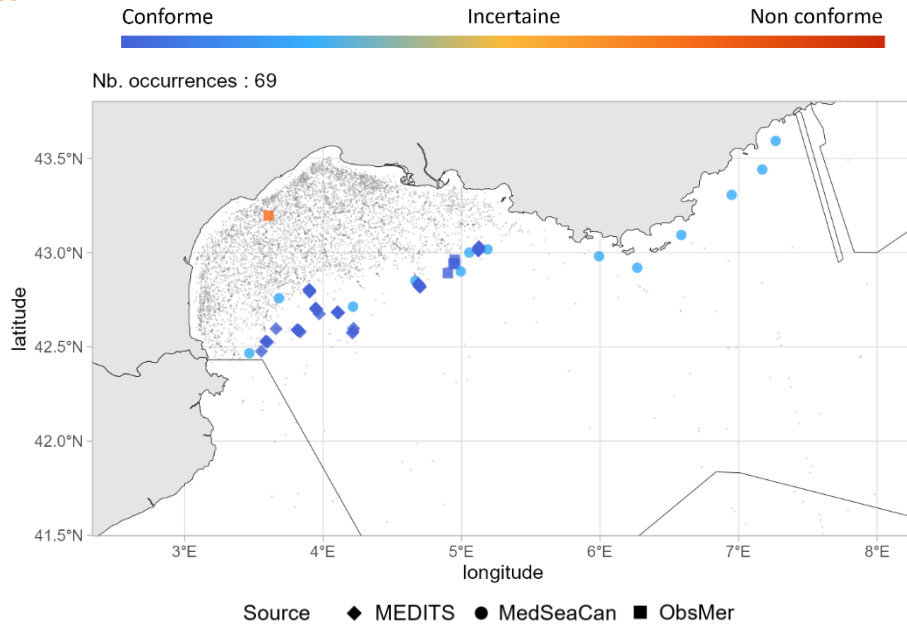 Conforme Incertaine Non conforme
Nb. occurrences : 69
43.5°N
43.0°N
42.5°N
42.0°N
41.5°N
latitude
3°E 4°E 5°E 6°E 7°E 8°E
longitude
Source MEDITS MedSeaCan ObsMer